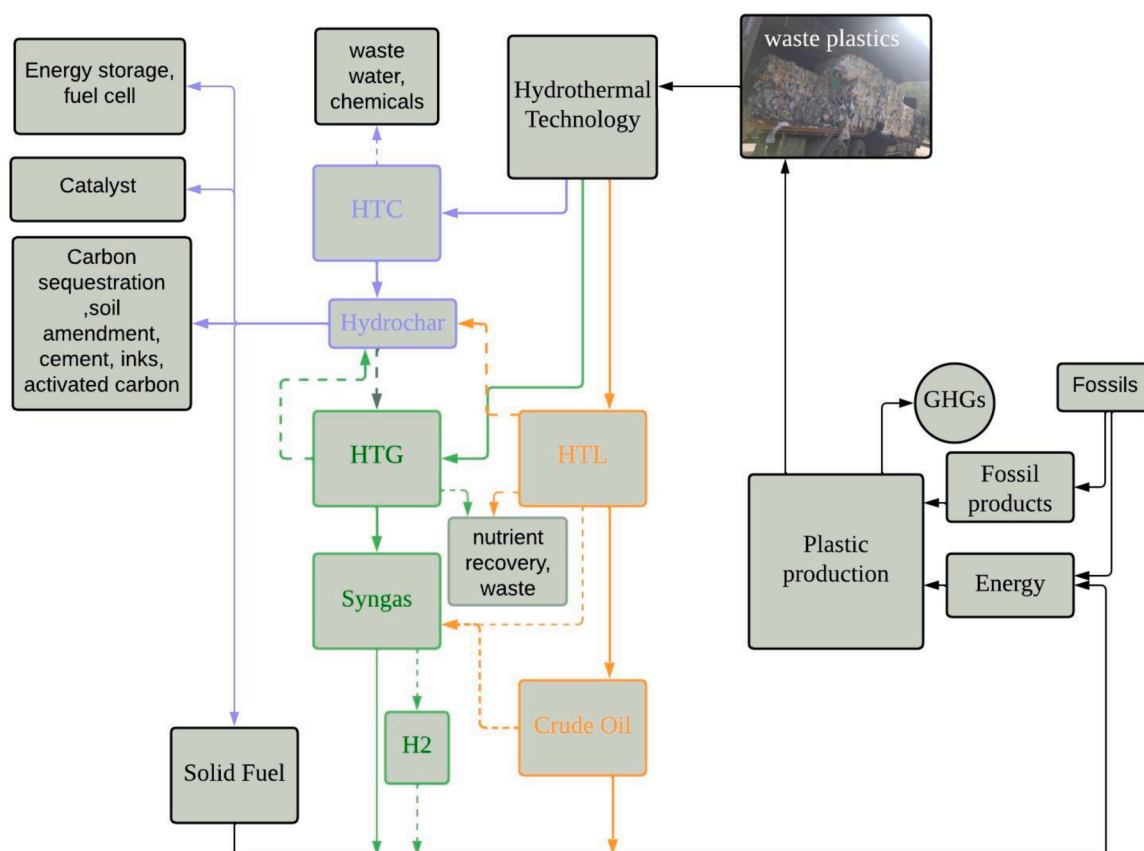 waste plastics
Energy storage,
fuel cell
waste
water,
chemicals
Hydrothermal
Technology
Catalyst
HTC
Carbon
sequestration
,soil
amendment,
cement, inks,
activated carbon
Hydrochar
GHGs
Fossils
HTG
HTL
Fossil
products
nutrient
recovery,
waste
Plastic
production
Energy
Syngas
Crude Oil
H2
Solid Fuel